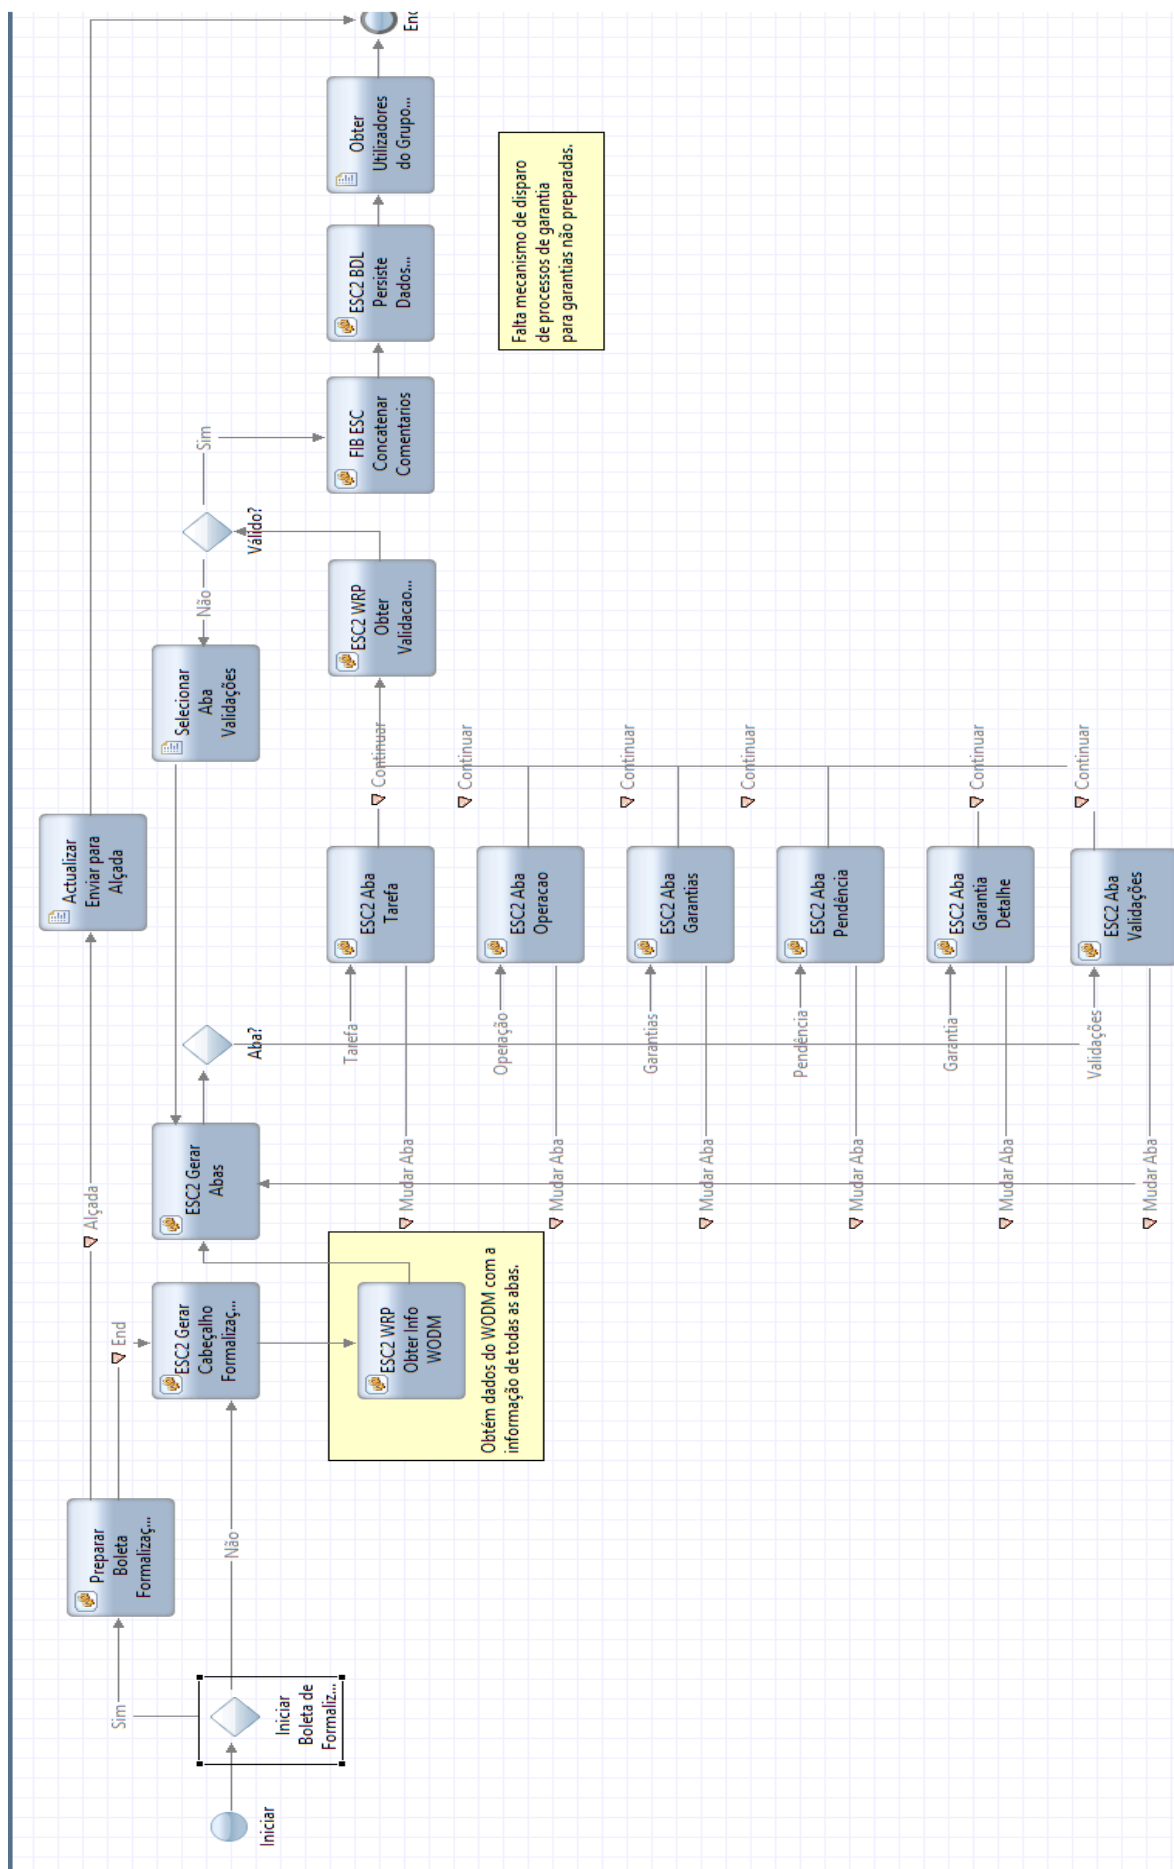 Iniciar
Iniciar
Boleta de
Formaliz...
Sim
Não
Preparar
Boleta
Formalizaç...
End
Alçada
ESC2 Gerar
Cabeçalho
Formalizaç...
ESC2 WRP
Obter Info
WODM
Obtém dados do WODM com a
informação de todas as abas.
ESC2 Gerar
Abas
Aba?
Actualizar
Enviar para
Alçada
Selecionar
Aba
Validações
Tarefa
ESC2 Aba
Tarefa
Mudar Aba
Continuar
Operação
ESC2 Aba
Operacao
Mudar Aba
Continuar
Garantias
ESC2 Aba
Garantias
Mudar Aba
Continuar
Pendência
ESC2 Aba
Pendência
Mudar Aba
Continuar
Garantia
ESC2 Aba
Garantia
Detalhe
Mudar Aba
Continuar
Validações
ESC2 Aba
Validações
Mudar Aba
Continuar
ESC2 WRP
Obter
Validacao...
Válido?
Não
Sim
FIB ESC
Concatenar
Comentarios
ESC2 BDL
Persiste
Dados...
Obter
Utilizadores
do Grupo...
Falta mecanismo de disparo
de processos de garantia
para garantias não preparadas.